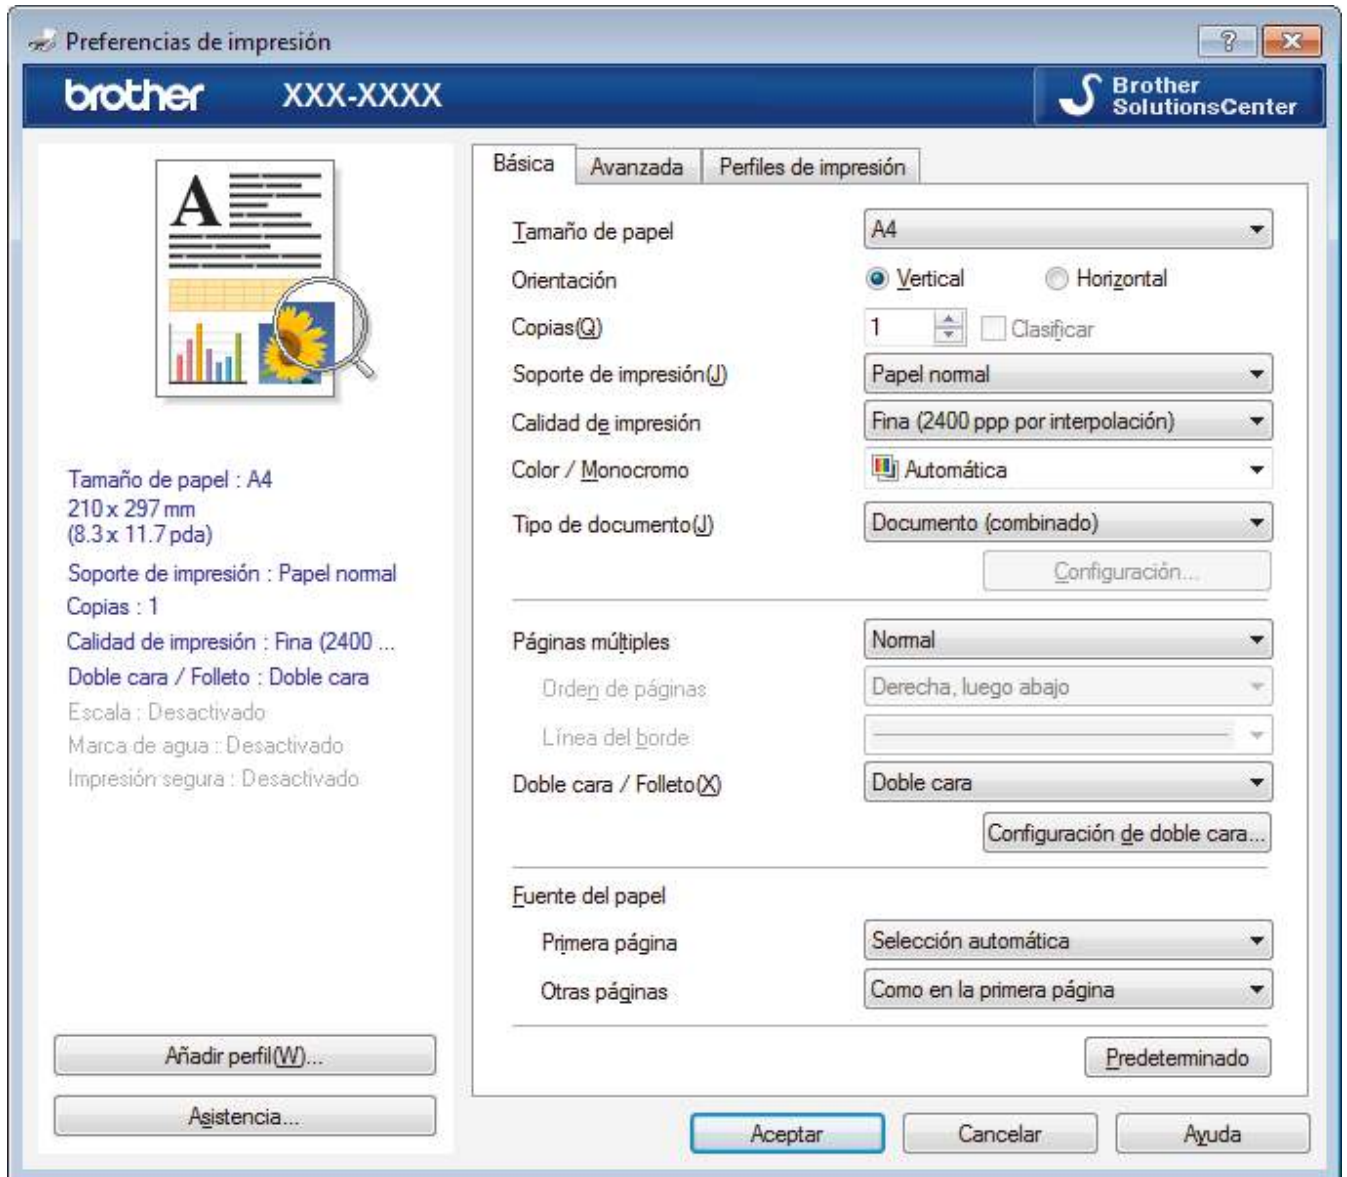 Preferencias de impresión
brother XXX-XXXX
Brother
SolutionsCenter
A
Tamaño de papel : A4
210 x 297 mm
(8.3 x 11.7 pda)
Soporte de impresión : Papel normal
Copias : 1
Calidad de impresión : Fina (2400 ...
Doble cara / Folleto : Doble cara
Escala : Desactivado
Marca de agua : Desactivado
Impresión segura : Desactivado
Añadir perfil(W)...
Asistencia...
Básica Avanzada Perfiles de impresión
Tamaño de papel A4
Orientación Vertical Horizontal
Copias(Q) 1 Clasificar
Soporte de impresión(J) Papel normal
Calidad de impresión Fina (2400 ppp por interpolación)
Color / Monocromo Automática
Tipo de documento(J) Documento (combinado)
Configuración...
Páginas múltiples Normal
Orden de páginas Derecha, luego abajo
Línea del borde
Doble cara / Folleto(X) Doble cara
Configuración de doble cara...
Fuente del papel
Primera página Selección automática
Otras páginas Como en la primera página
Predeterminado
Aceptar Cancelar Ayuda